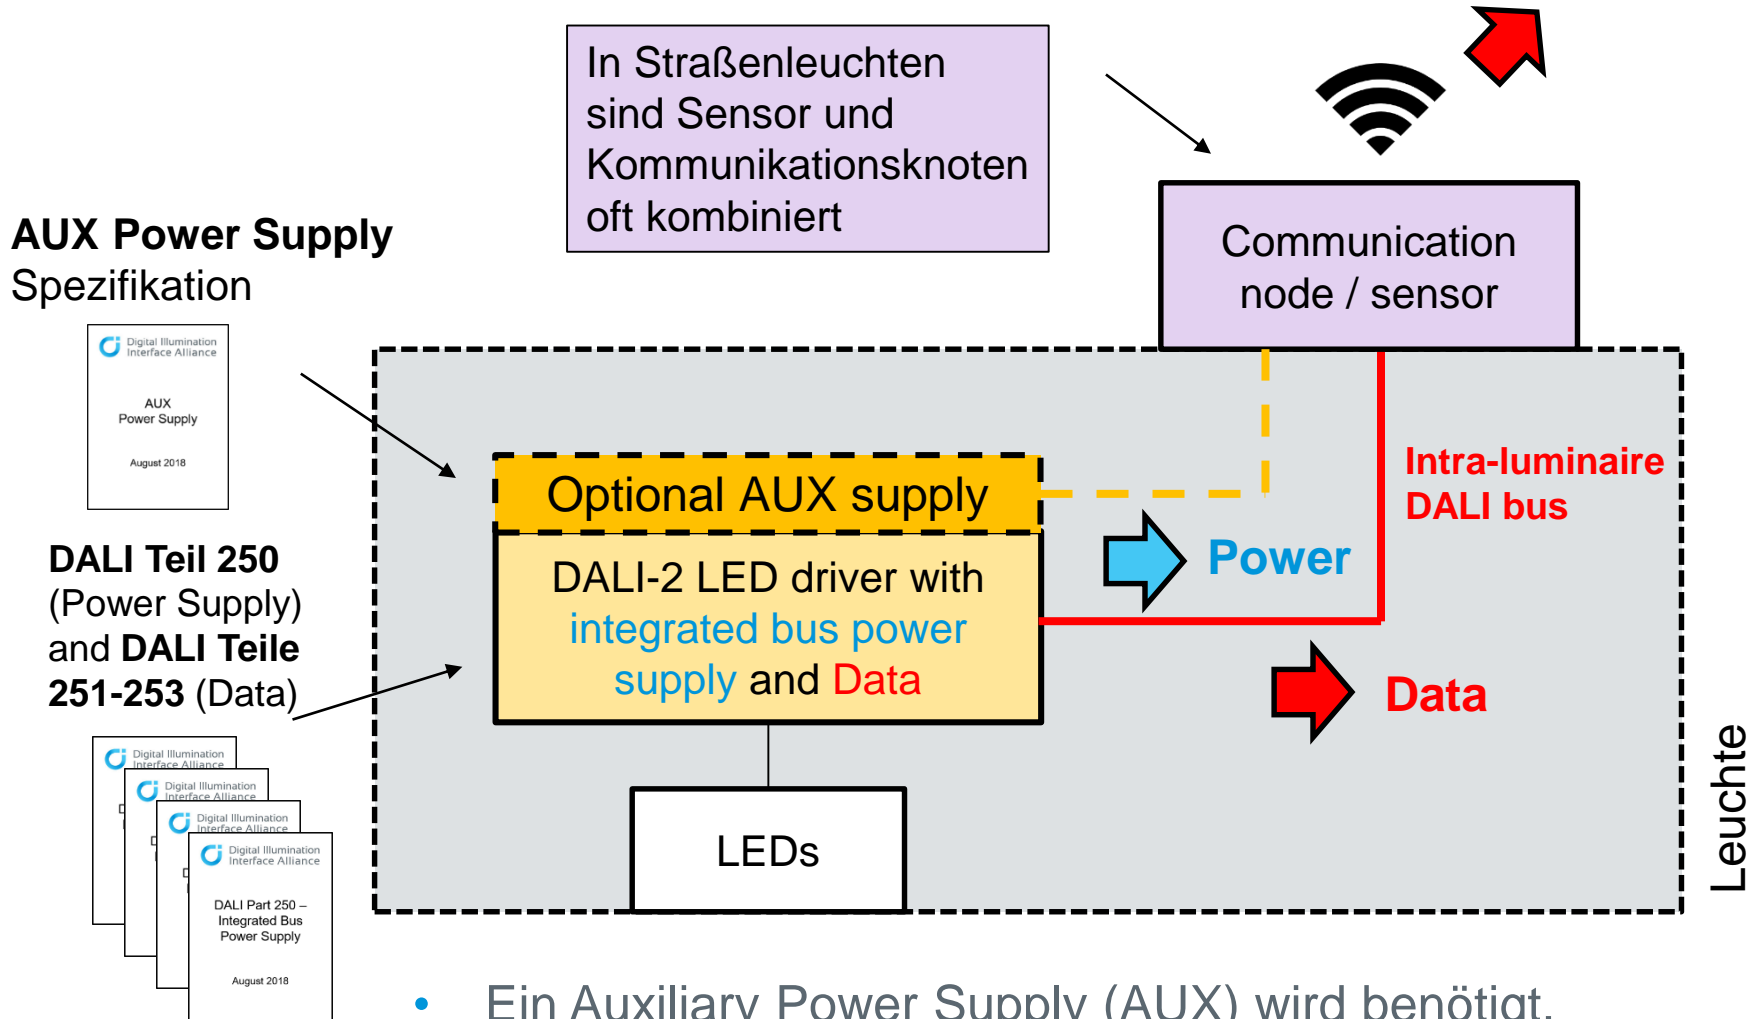 In Straßenleuchten
sind Sensor und
Kommunikationsknoten
oft kombiniert
Communication
node / sensor
AUX Power Supply
Spezifikation
Digital Illumination
Interface Alliance
AUX
Power Supply
August 2018
Optional AUX supply
DALI-2 LED driver with
integrated bus power
supply and Data
Intra-luminaire
DALI bus
Power
Data
DALI Teil 250
(Power Supply)
and DALI Teile
251-253 (Data)
Digital Illumination
Interface Alliance
Digital Illumination
Interface Alliance
Digital Illumination
Interface Alliance
Digital Illumination
Interface Alliance
DALI Part 250 –
Integrated Bus
Power Supply
August 2018
LEDs
Leuchte
• Ein Auxiliary Power Supply (AUX) wird benötigt,